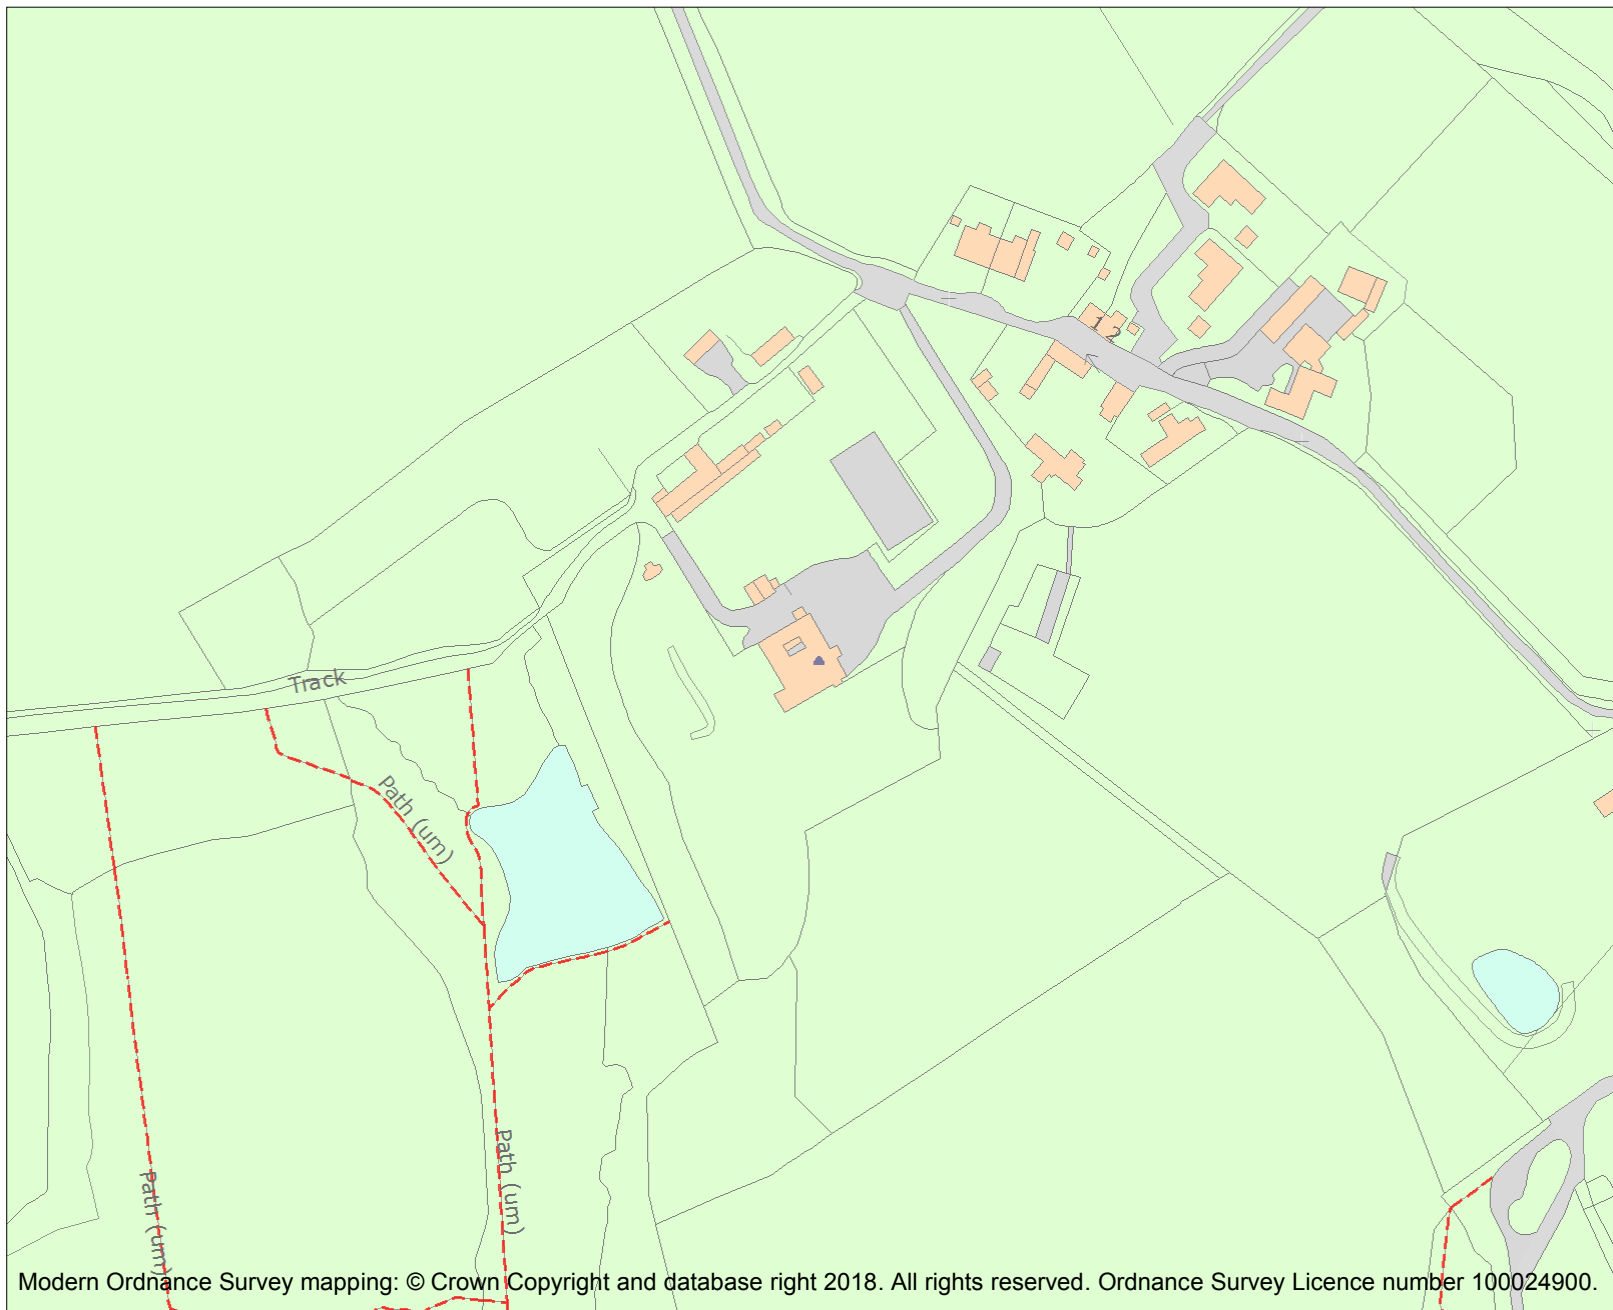 1 2
Track
Path (um)
Path (um)
Path (um)
Modern Ordnance Survey mapping: © Crown Copyright and database right 2018. All rights reserved. Ordnance Survey Licence number 100024900.